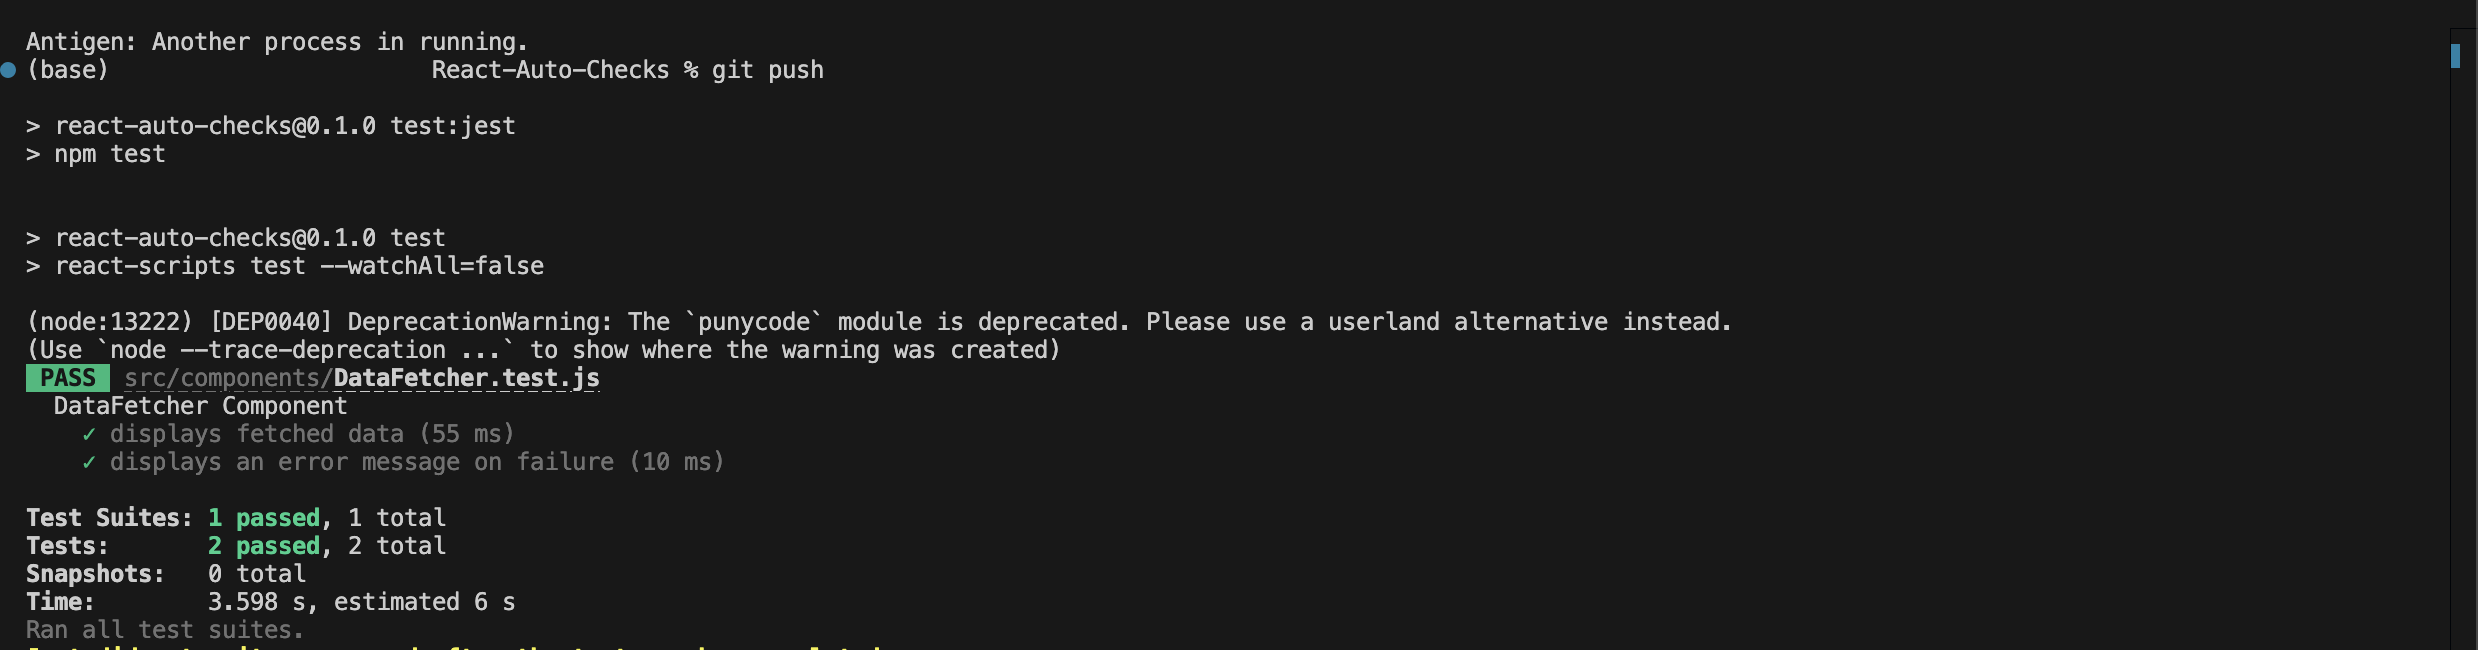 Antigen: Another process in running.
(base) React-Auto-Checks % git push
> react-auto-checks@0.1.0 test:jest
> npm test
> react-auto-checks@0.1.0 test
> react-scripts test --watchAll=false
(node:13222) [DEP0040] DeprecationWarning: The `punycode` module is deprecated. Please use a userland alternative instead.
(Use `node --trace-deprecation ...` to show where the warning was created)
PASS src/components/DataFetcher.test.js
DataFetcher Component
✓ displays fetched data (55 ms)
✓ displays an error message on failure (10 ms)
Test Suites: 1 passed, 1 total
Tests: 2 passed, 2 total
Snapshots: 0 total
Time: 3.598 s, estimated 6 s
Ran all test suites.